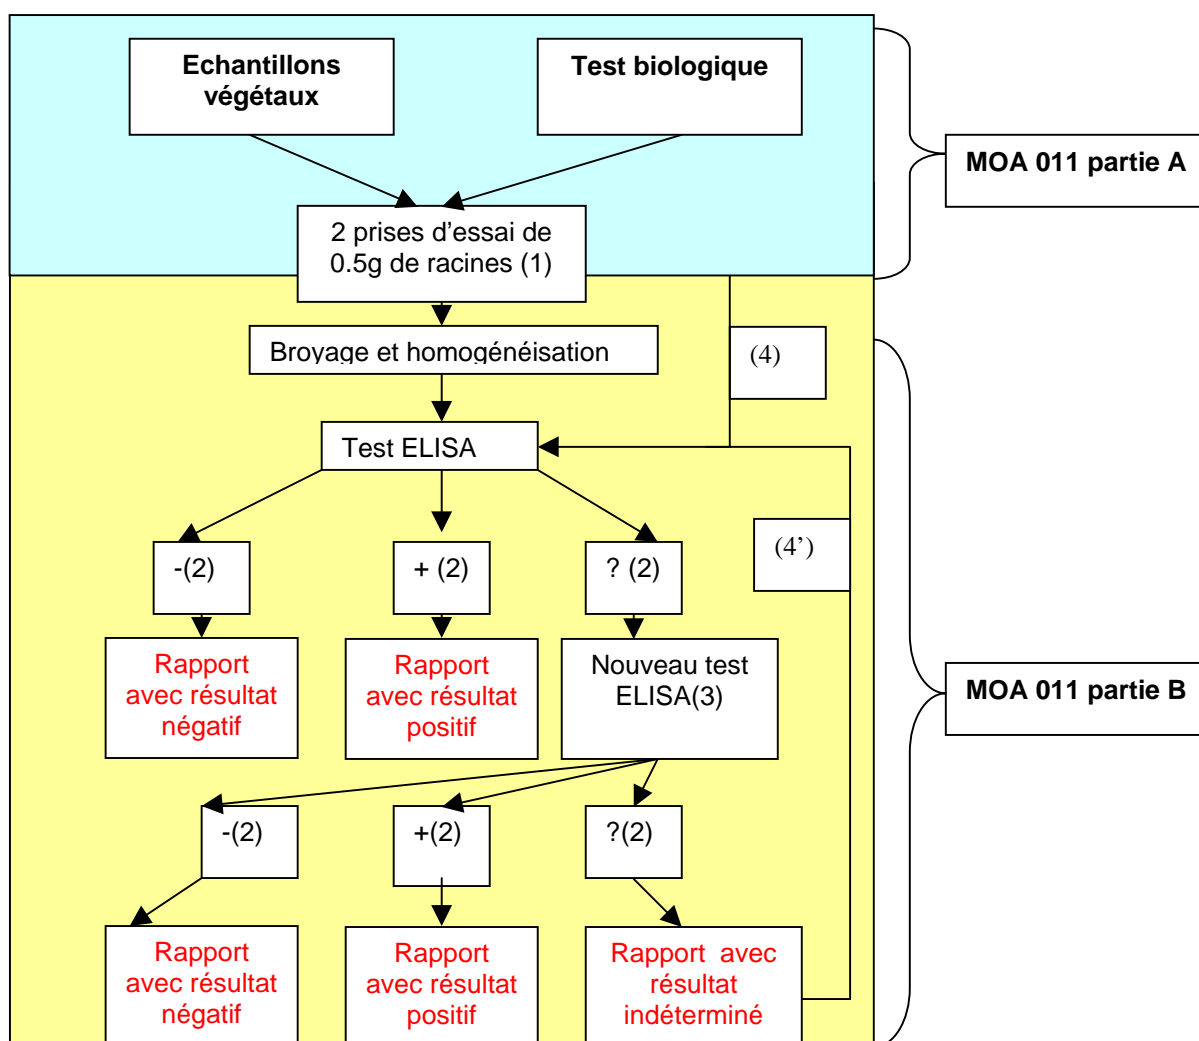 Echantillons
végétaux
Test biologique
MOA 011 partie A
2 prises d'essai de
0.5g de racines (1)
Broyage et homogénéisation
(4)
Test ELISA
-(2)
+ (2)
? (2)
(4’)
Rapport
avec résultat
négatif
Rapport
avec résultat
positif
Nouveau test
ELISA(3)
MOA 011 partie B
-(2)
+(2)
?(2)
Rapport
avec résultat
négatif
Rapport
avec résultat
positif
Rapport avec
résultat
indéterminé